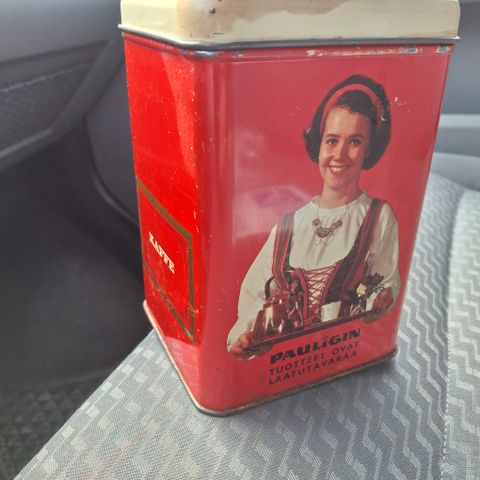 KAFFE
PAULiGIN
TUOTTEET OVAT
LAATUTAVARAA